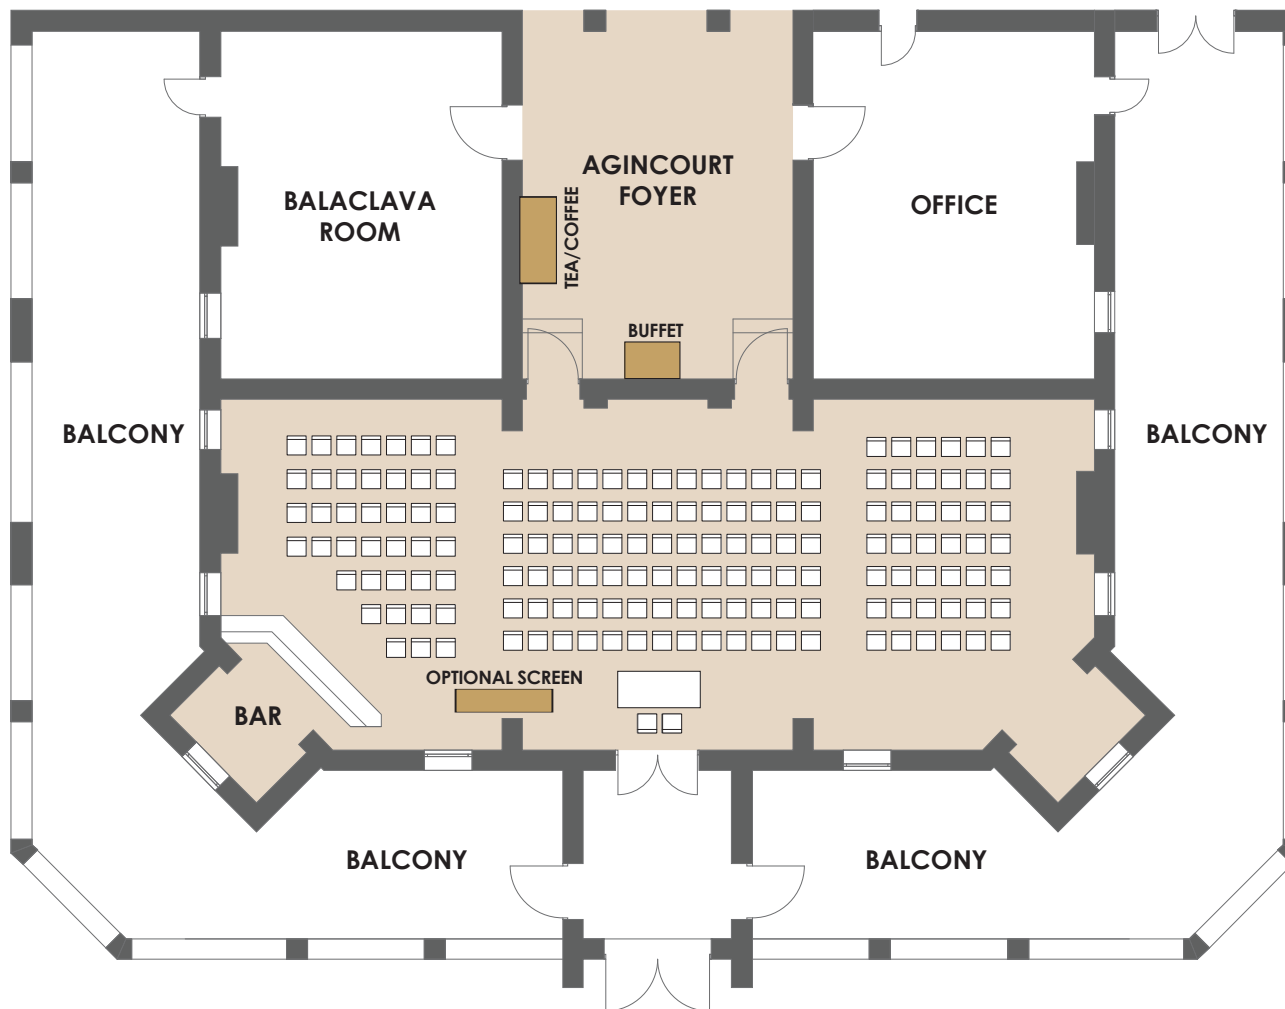 AGINCOURT
FOYER
BALACLAVA
ROOM
OFFICE
TEA/COFFEE
BUFFET
BALCONY
BALCONY
OPTIONAL SCREEN
BAR
BALCONY
BALCONY